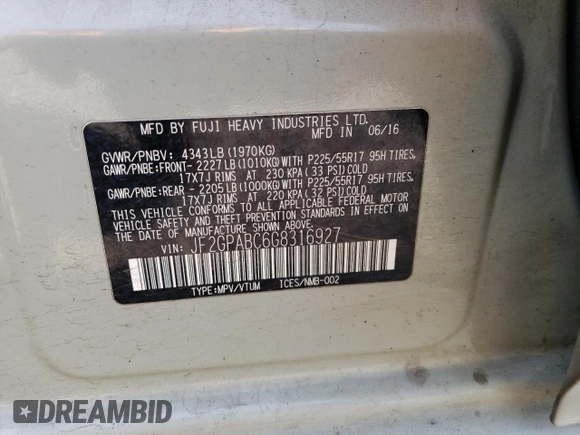 MFD BY FUJI HEAVY INDUSTRIES LTD.
MFD IN 06/16
GVWR/PNBV: 4343LB (1970KG)
GAWR/PNBE: FRONT- 2227LB (1010KG) WITH P225/55R17 95H TIRES.
17X7J RIMS AT 230 KPA ( 33 PSI) COLD
GAWR/PNBE: REAR - 2205LB (1000KG) WITH P225/55R17 95H TIRES.
17X7J RIMS AT 220 KPA ( 32 PSI) COLD
THIS VEHICLE CONFORMS TO ALL APPLICABLE FEDERAL MOTOR
VEHICLE SAFETY AND THEFT PREVENTION STANDARDS IN EFFECT
ON THE DATE OF MANUFACTURE SHOWN ABOVE.
VIN: JF2GPABC6G8316927
TYPE:MPV/VTUM ICES/NMB-002
DREAMBID